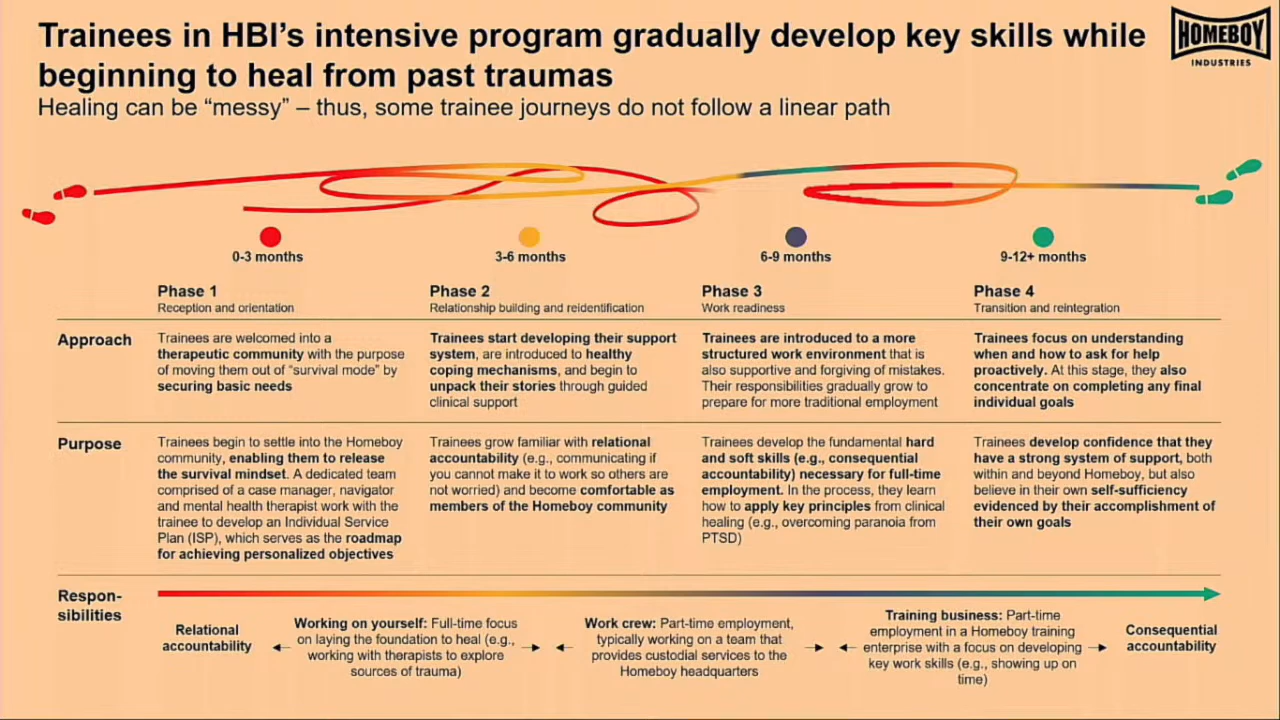 Trainees in HBI's intensive program gradually develop key skills while
beginning to heal from past traumas
Healing can be “messy” – thus, some trainee journeys do not follow a linear path
HOMEBOY
INDUSTRIES
0-3 months
3-6 months
6-9 months
9-12+ months
Phase 1
Reception and orientation
Phase 2
Relationship building and reidentification
Phase 3
Work readiness
Phase 4
Transition and reintegration
Approach
Trainees are welcomed into a
therapeutic community with the purpose
of moving them out of “survival mode” by
securing basic needs
Trainees start developing their support
system, are introduced to healthy
coping mechanisms, and begin to
unpack their stories through guided
clinical support
Trainees are introduced to a more
structured work environment that is
also supportive and forgiving of mistakes.
Their responsibilities gradually grow to
prepare for more traditional employment
Trainees focus on understanding
when and how to ask for help
proactively. At this stage, they also
concentrate on completing any final
individual goals
Purpose
Trainees begin to settle into the Homeboy
community, enabling them to release
the survival mindset. A dedicated team
comprised of a case manager, navigator
and mental health therapist work with the
trainee to develop an Individual Service
Plan (ISP), which serves as the roadmap
for achieving personalized objectives
Trainees grow familiar with relational
accountability (e.g., communicating if
you cannot make it to work so others are
not worried) and become comfortable as
members of the Homeboy community
Trainees develop the fundamental hard
and soft skills (e.g., consequential
accountability) necessary for full-time
employment. In the process, they learn
how to apply key principles from clinical
healing (e.g., overcoming paranoia from
PTSD)
Trainees develop confidence that they
have a strong system of support, both
within and beyond Homeboy, but also
believe in their own self-sufficiency
evidenced by their accomplishment of
their own goals
Respon-
sibilities
Relational
accountability
Working on yourself: Full-time focus
on laying the foundation to heal (e.g.,
working with therapists to explore
sources of trauma)
Work crew: Part-time employment,
typically working on a team that
provides custodial services to the
Homeboy headquarters
Training business: Part-time
employment in a Homeboy training
enterprise with a focus on developing
key work skills (e.g., showing up on
time)
Consequential
accountability